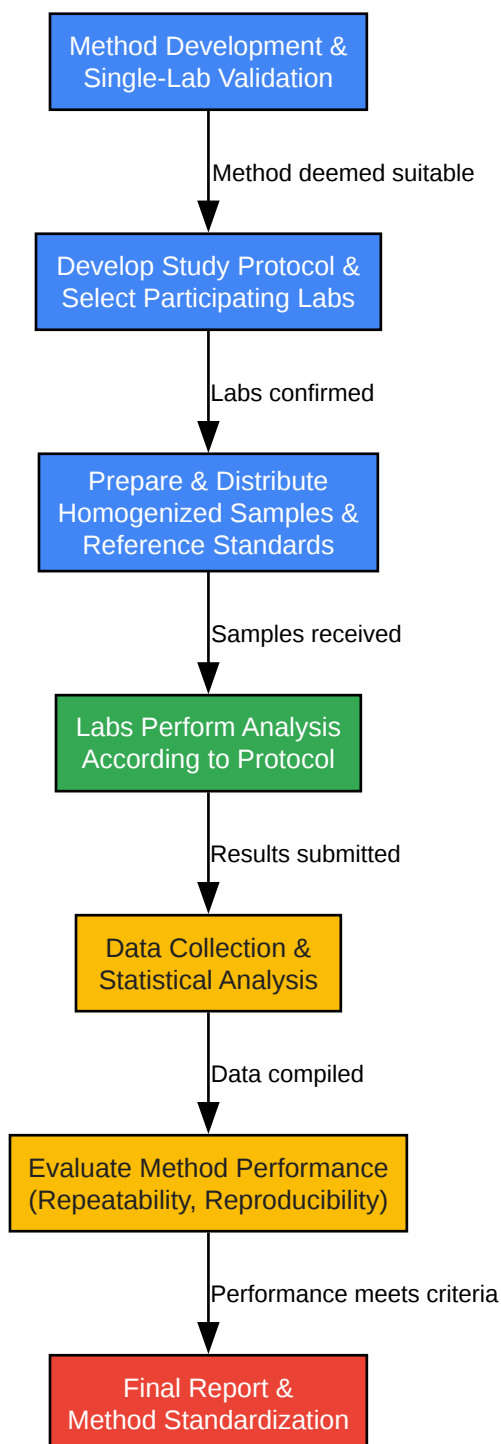 Method Development &
Single-Lab Validation
Method deemed suitable
Develop Study Protocol &
Select Participating Labs
Labs confirmed
Prepare & Distribute
Homogenized Samples &
Reference Standards
Samples received
Labs Perform Analysis
According to Protocol
Results submitted
Data Collection &
Statistical Analysis
Data compiled
Evaluate Method Performance
(Repeatability, Reproducibility)
Performance meets criteria
Final Report &
Method Standardization